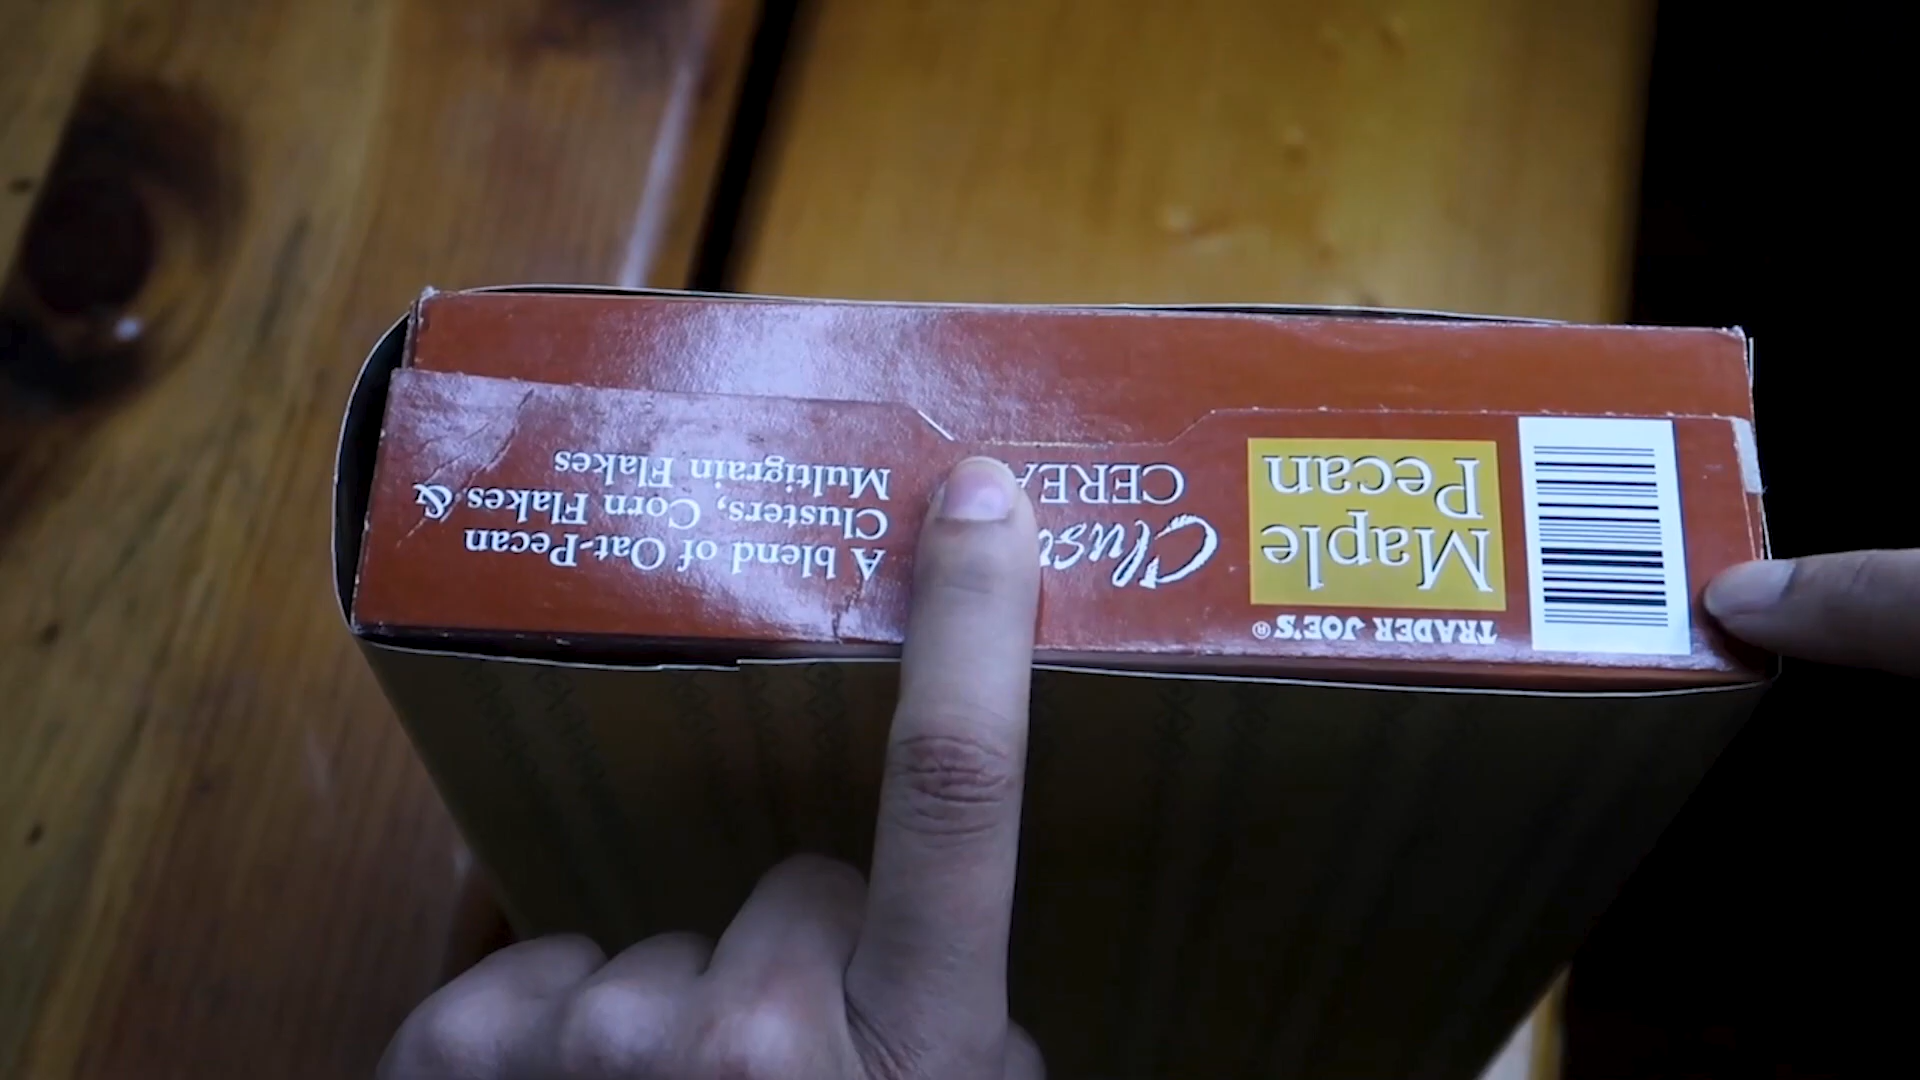 TRADER JOE'S®
Maple
Pecan
CEREA
A blend of Oat-Pecan
Clusters, Corn Flakes &
Multigrain Flakes